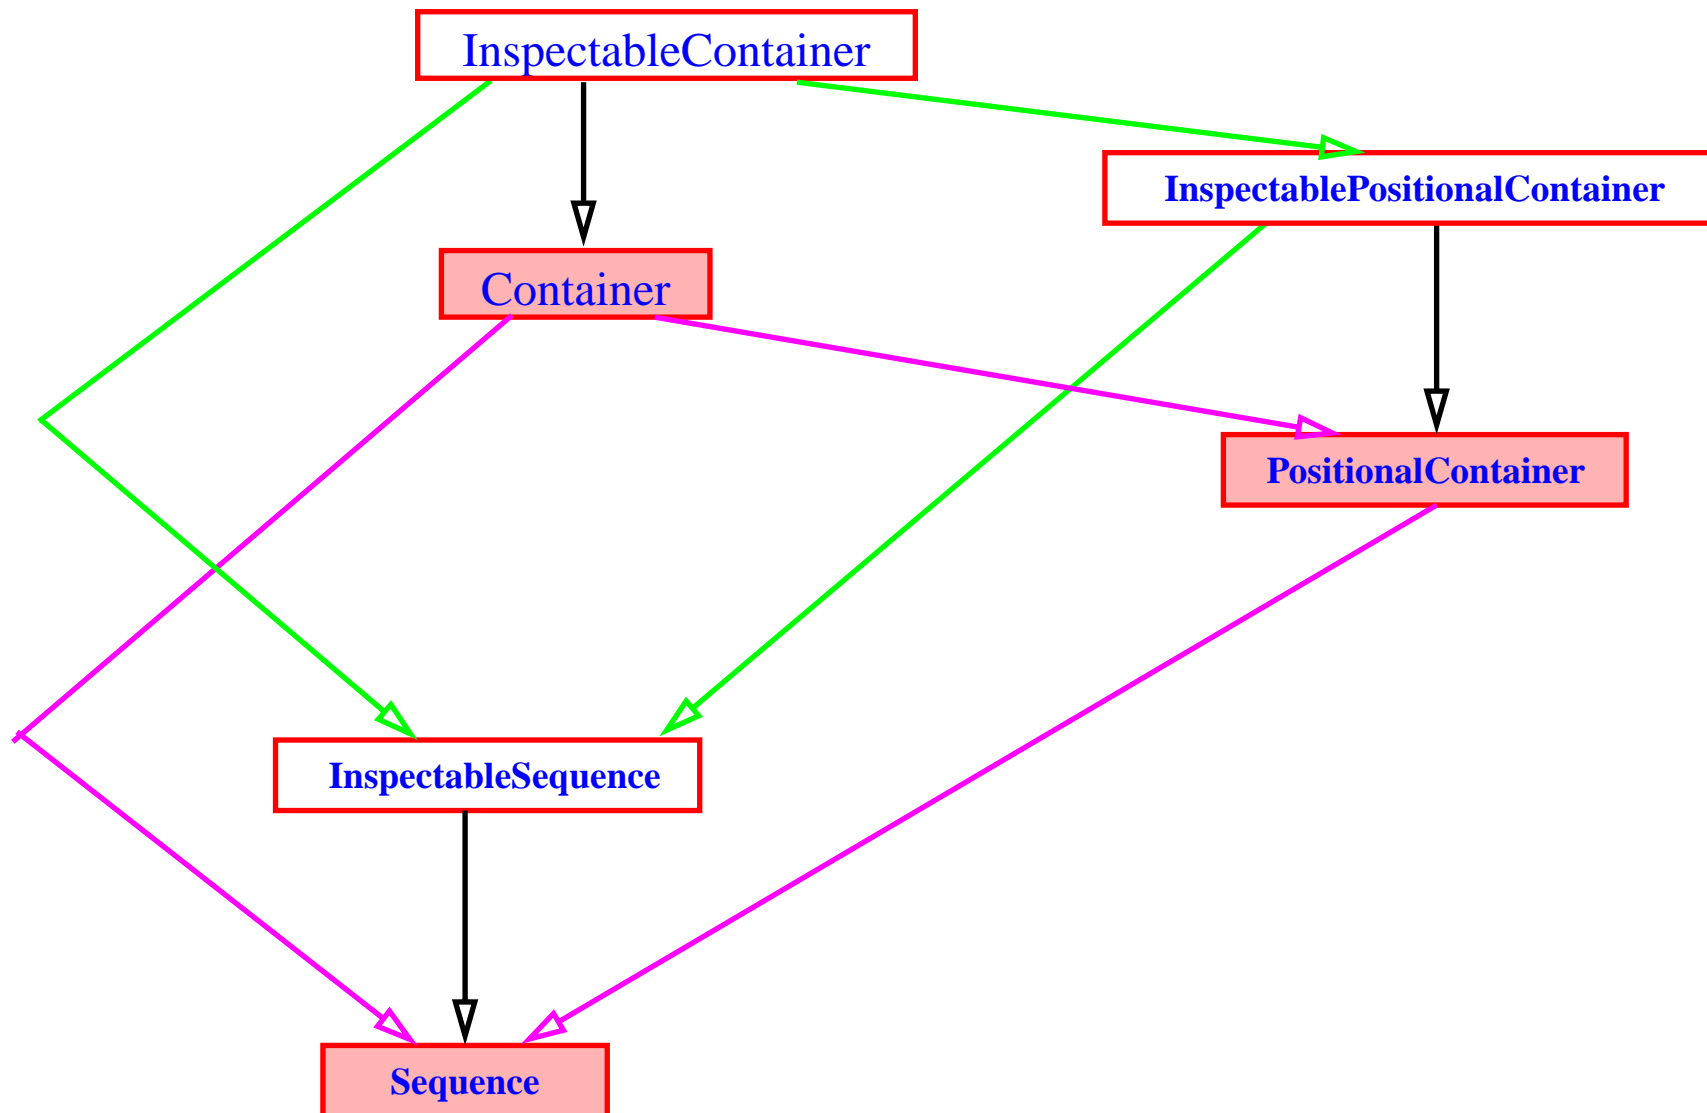 InspectableContainer
InspectablePositionalContainer
Container
PositionalContainer
InspectableSequence
Sequence